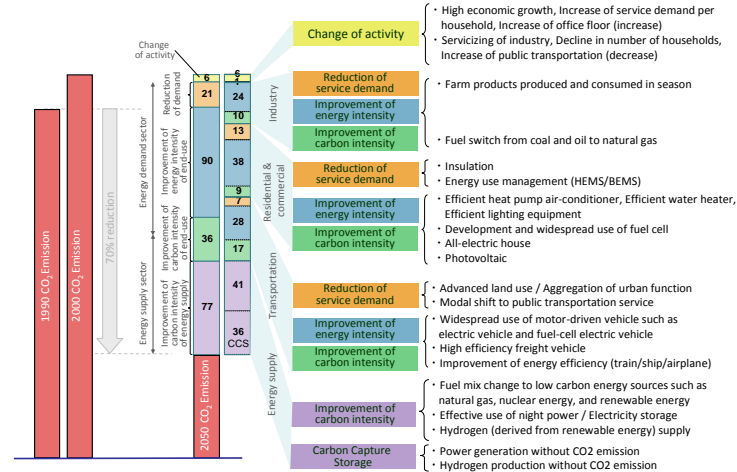 Change
of activity
1990 CO2 Emission
2000 CO2 Emission
70% reduction
Energy demand sector
Energy supply sector
Reduction
of demand
Improvement of
energy intensity
of end-use
Improvement of
carbon intensity
of end-use
Improvement of
carbon intensity
of energy supply
6
21
90
36
77
2050 CO2 Emission
6
1
24
10
13
38
9
7
28
17
41
36
CCS
Industry
Residential &
commercial
Transportation
Energy supply
Change of activity
・High economic growth, Increase of service demand per
household, Increase of office floor (increase)
・Servicizing of industry, Decline in number of households,
Increase of public transportation (decrease)
Reduction of
service demand
Improvement of
energy intensity
Improvement of
carbon intensity
・Farm products produced and consumed in season
・Fuel switch from coal and oil to natural gas
Reduction of
service demand
・Insulation
・Energy use management (HEMS/BEMS)
Improvement of
energy intensity
Improvement of
carbon intensity
・Efficient heat pump air-conditioner, Efficient water heater,
Efficient lighting equipment
・Development and widespread use of fuel cell
・All-electric house
・Photovoltaic
Reduction of
service demand
・Advanced land use / Aggregation of urban function
・Modal shift to public transportation service
Improvement of
energy intensity
Improvement of
carbon intensity
・Widespread use of motor-driven vehicle such as
electric vehicle and fuel-cell electric vehicle
・High efficiency freight vehicle
・Improvement of energy efficiency (train/ship/airplane)
Improvement of
carbon intensity
・Fuel mix change to low carbon energy sources such as
natural gas, nuclear energy, and renewable energy
・Effective use of night power / Electricity storage
・Hydrogen (derived from renewable energy) supply
Carbon Capture
Storage
・Power generation without CO2 emission
・Hydrogen production without CO2 emission